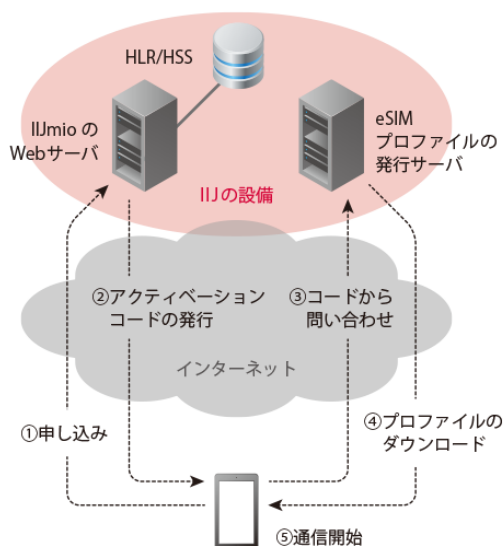 HLR/HSS
IIJmio の
Webサーバ
eSIM
プロファイルの
発行サーバ
IIJの設備
②アクティベーション
コードの発行
③コードから
問い合わせ
インターネット
①申し込み
④プロファイルの
ダウンロード
⑤通信開始